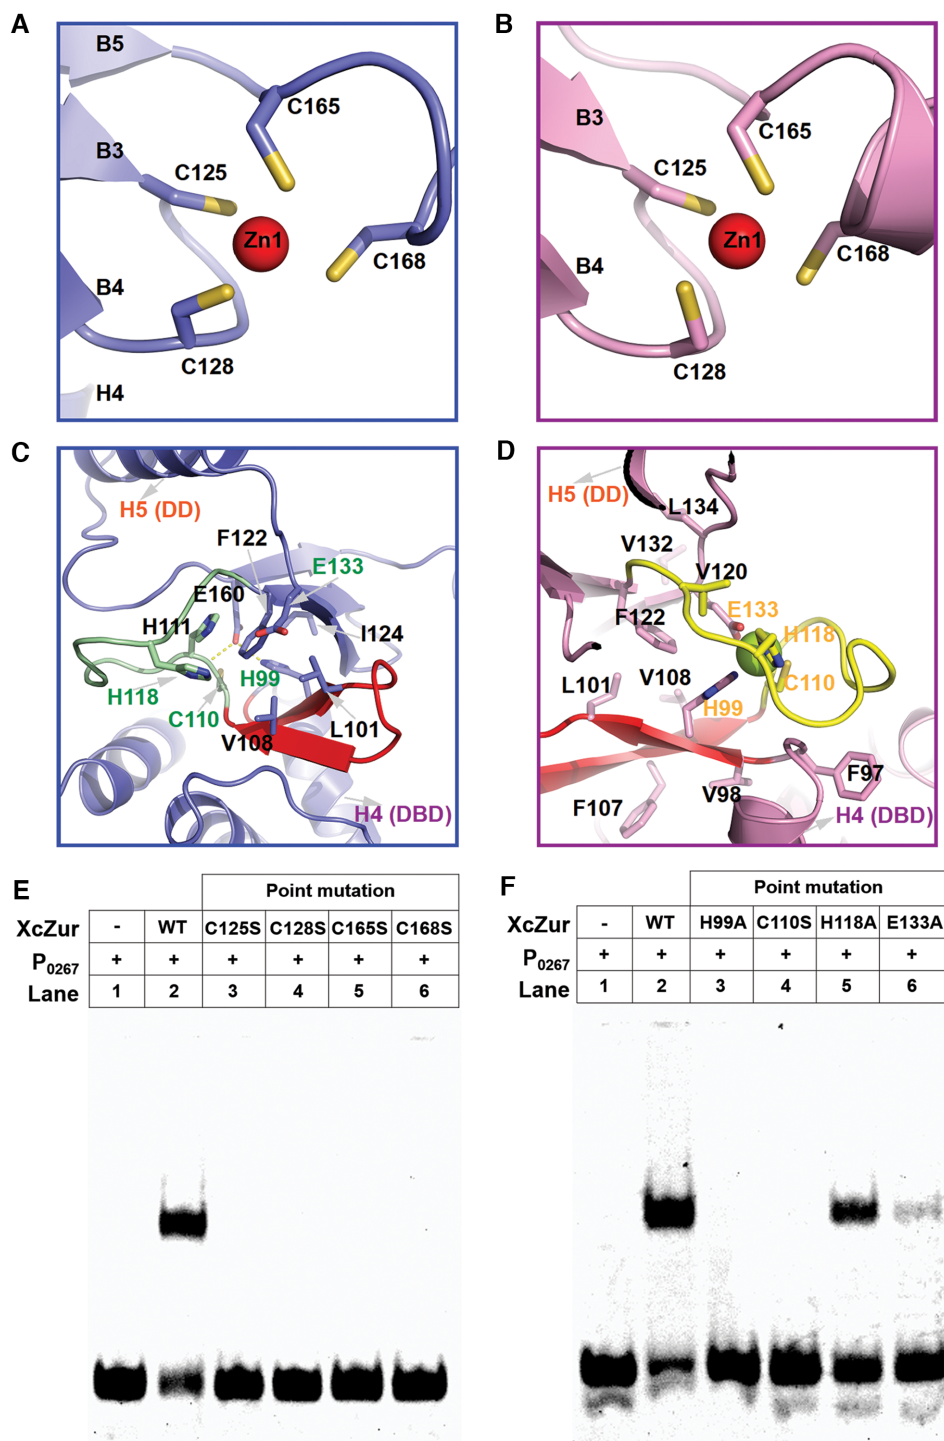 A
B5
C165
B3
C125
Zn1
C168
B4
C128
H4
B
B3
C165
C125
Zn1
C168
B4
C128
C
H5 (DD)
F122
E133
E160
H111
I124
H118
H99
C110
V108
L101
H4 (DBD)
D
H5 (DD)
L134
V132
V120
E133
F122
H118
L101
V108
C110
H99
F97
V98
F107
H4 (DBD)
E
Point mutation
XcZur - WT C125S C128S C165S C168S
P0267 + + + + + +
Lane 1 2 3 4 5 6
F
Point mutation
XcZur - WT H99A C110S H118A E133A
P0267 + + + + + +
Lane 1 2 3 4 5 6